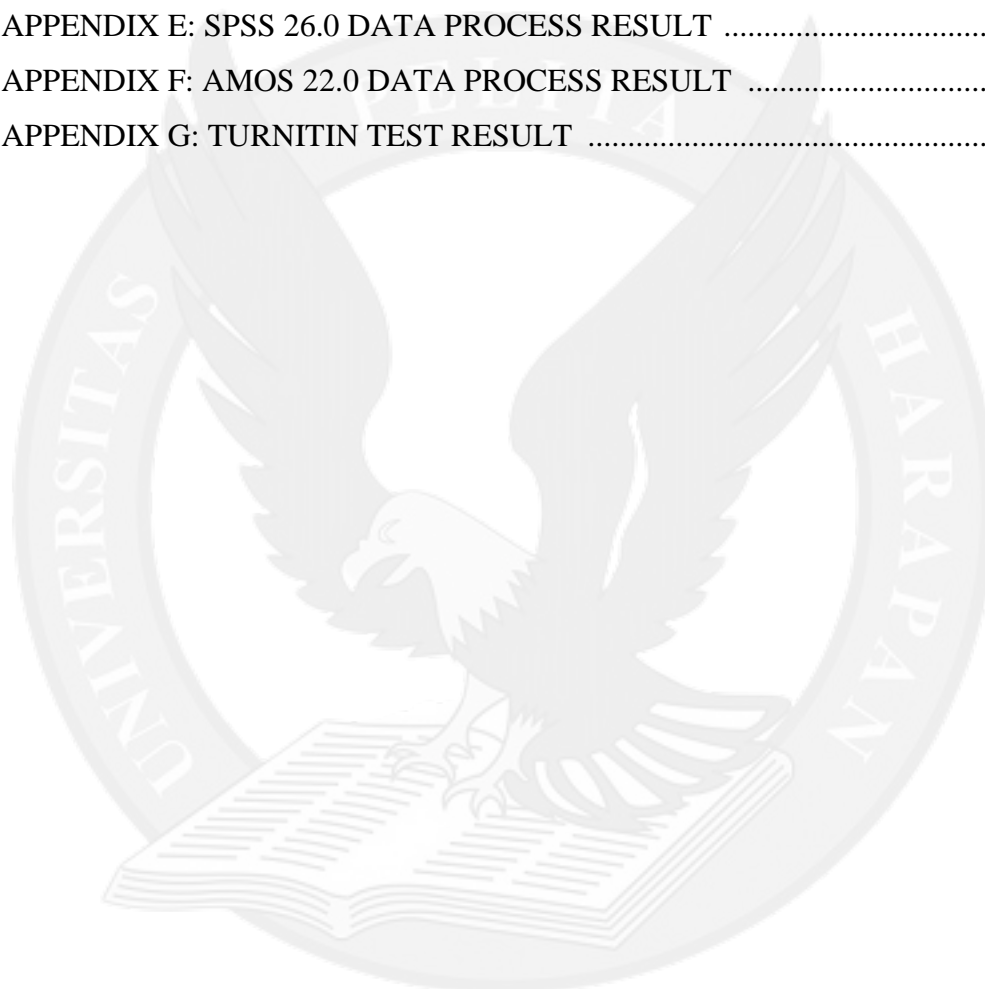 APPENDIX E: SPSS 26.0 DATA PROCESS RESULT .................................
APPENDIX F: AMOS 22.0 DATA PROCESS RESULT ..............................
APPENDIX G: TURNITIN TEST RESULT ..................................................
UNIVERSITAS PELITA HARAPAN